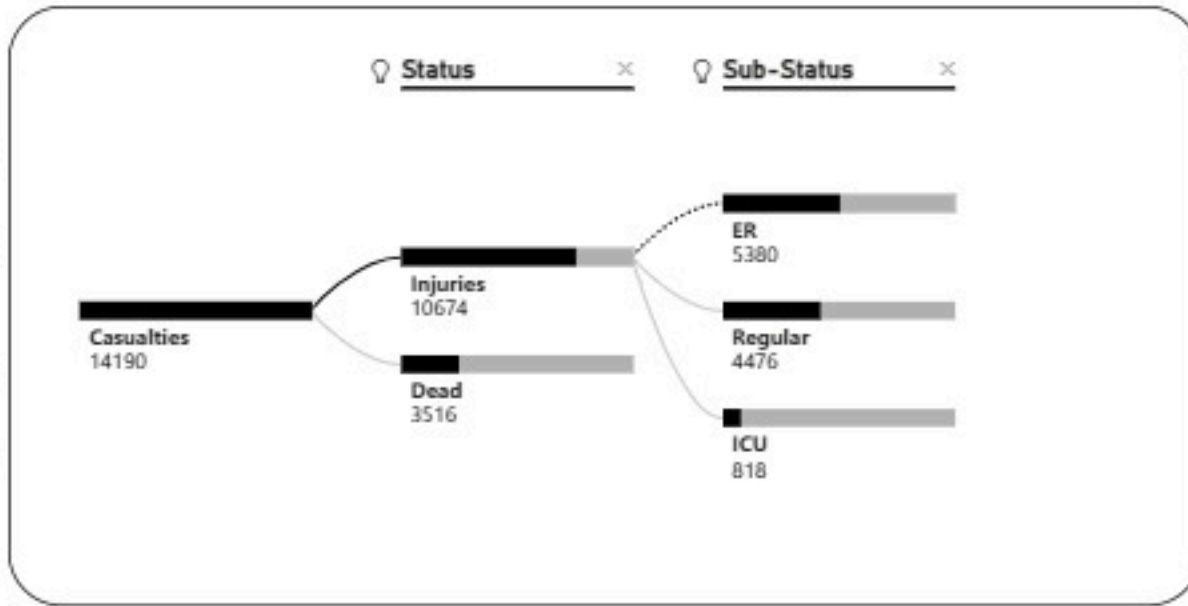 Status
Sub-Status
ER
5380
Injuries
10674
Casualties
14190
Regular
4476
Dead
3516
ICU
818